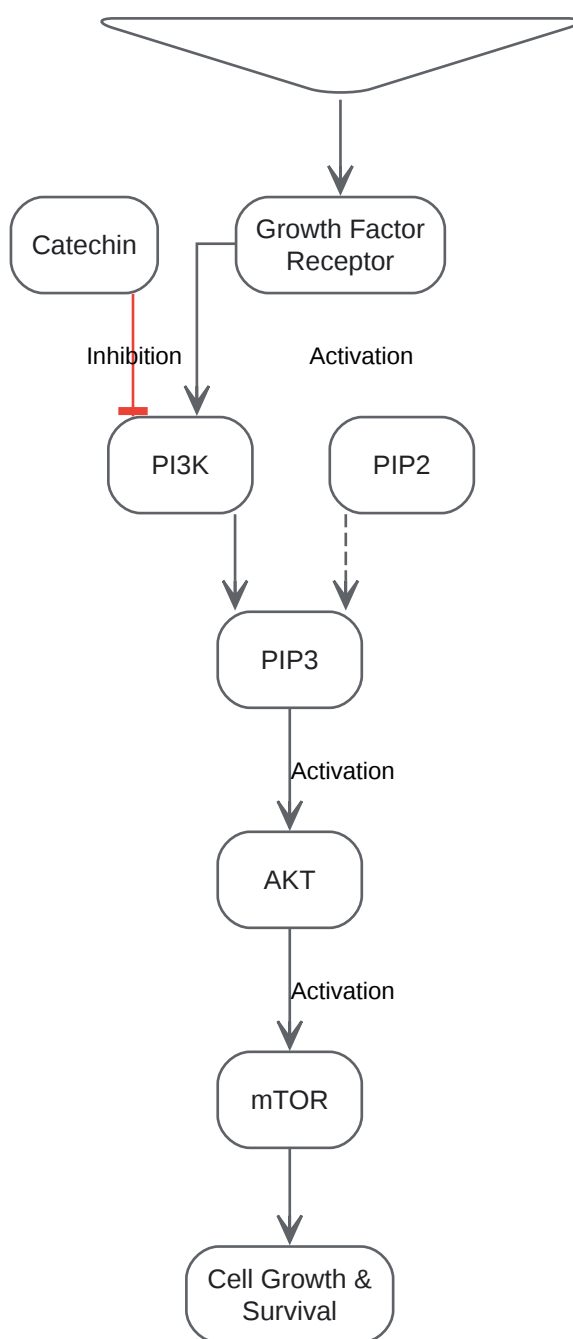 Growth Factor
Receptor
Catechin
Inhibition
Activation
PI3K
PIP2
PIP3
Activation
AKT
Activation
mTOR
Cell Growth &
Survival